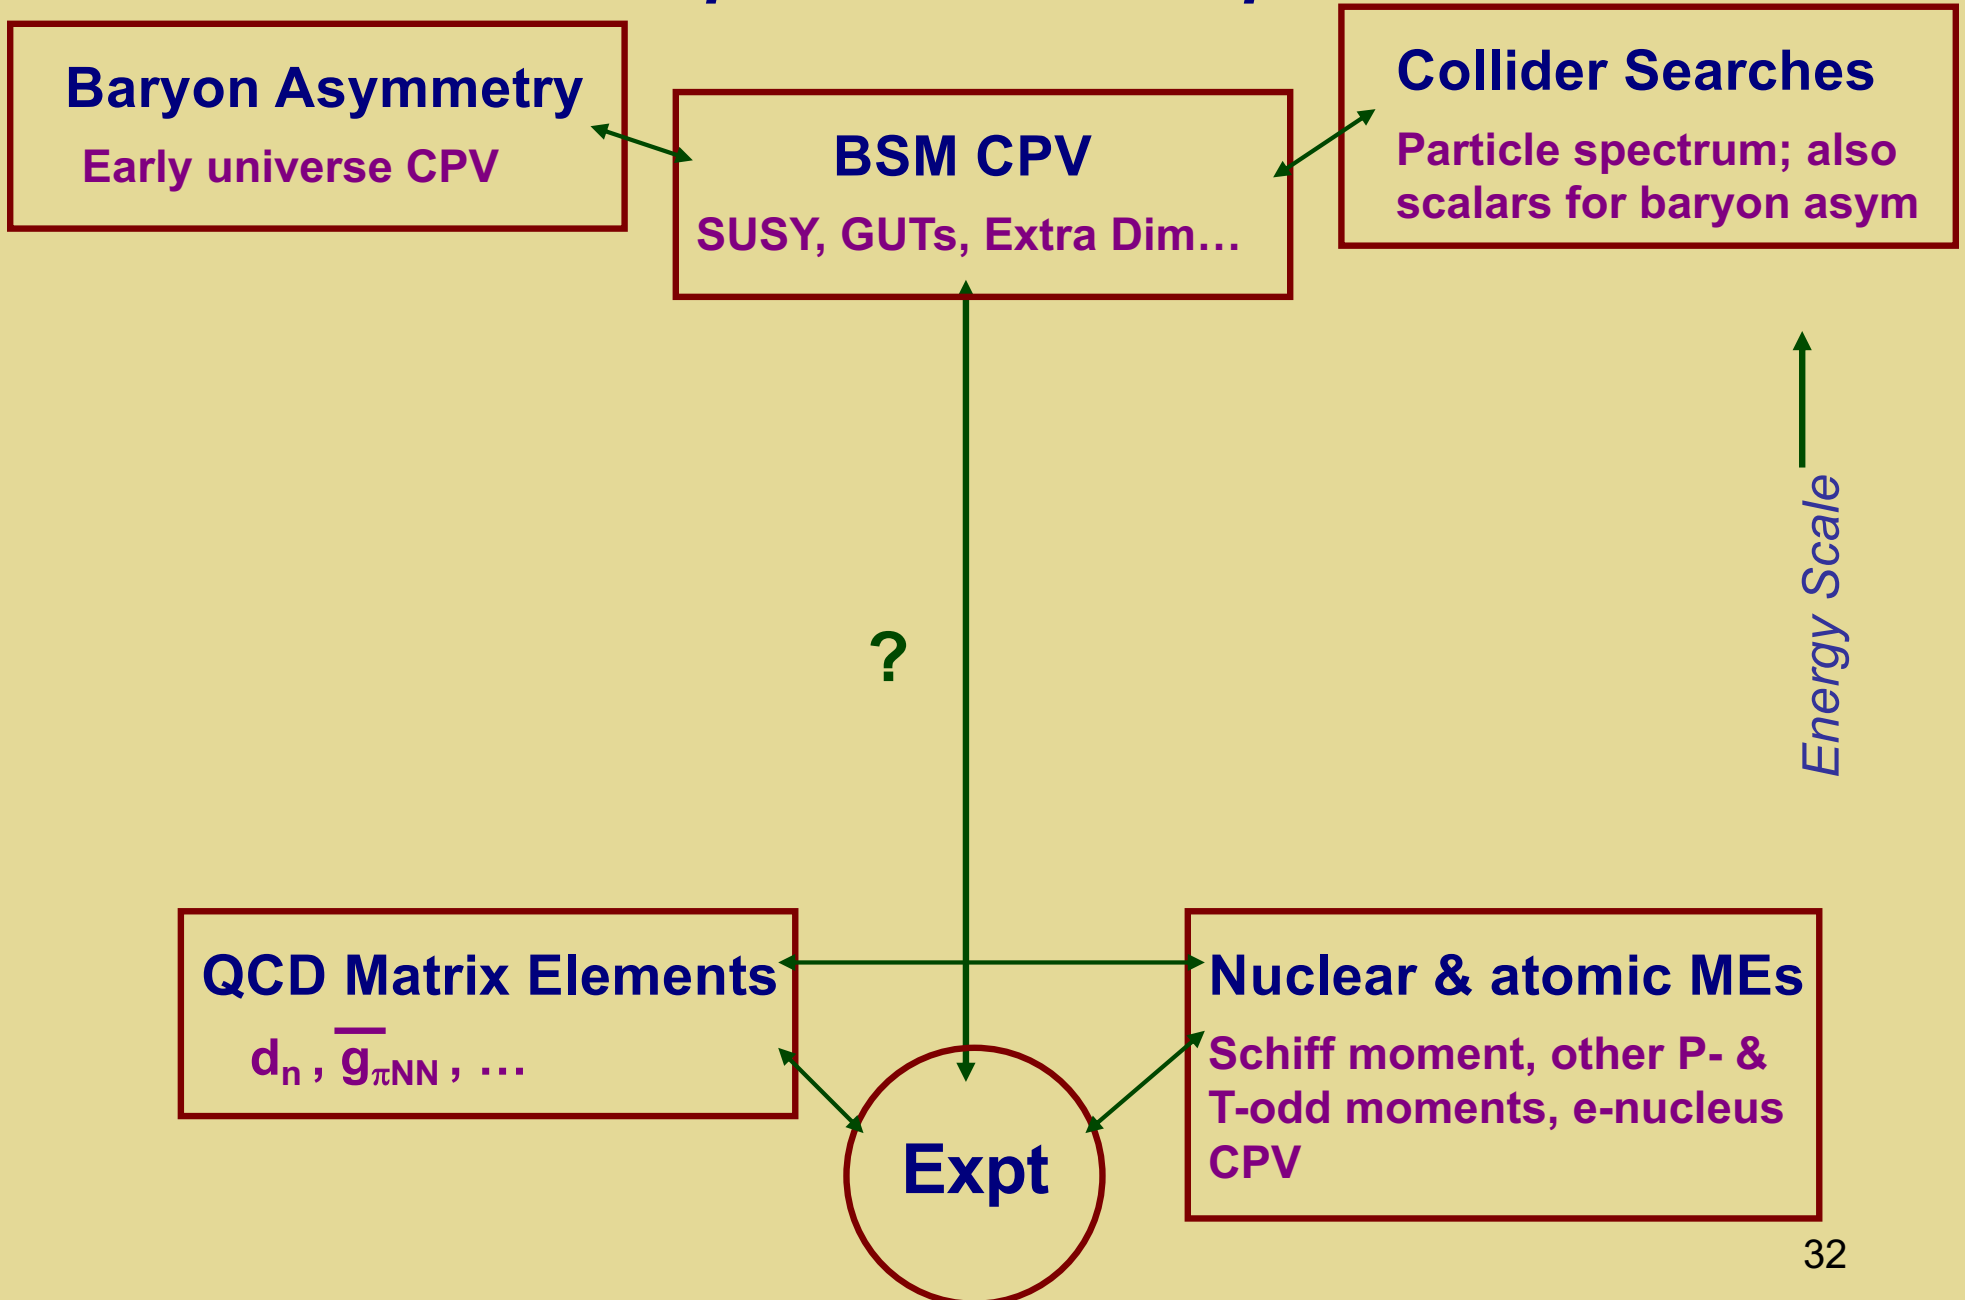 Baryon Asymmetry
Early universe CPV
BSM CPV
SUSY, GUTs, Extra Dim…
Collider Searches
Particle spectrum; also
scalars for baryon asym
?
Energy Scale
QCD Matrix Elements
dₙ , g̅πNN , …
Nuclear & atomic MEs
Schiff moment, other P- &
T-odd moments, e-nucleus
CPV
Expt
32